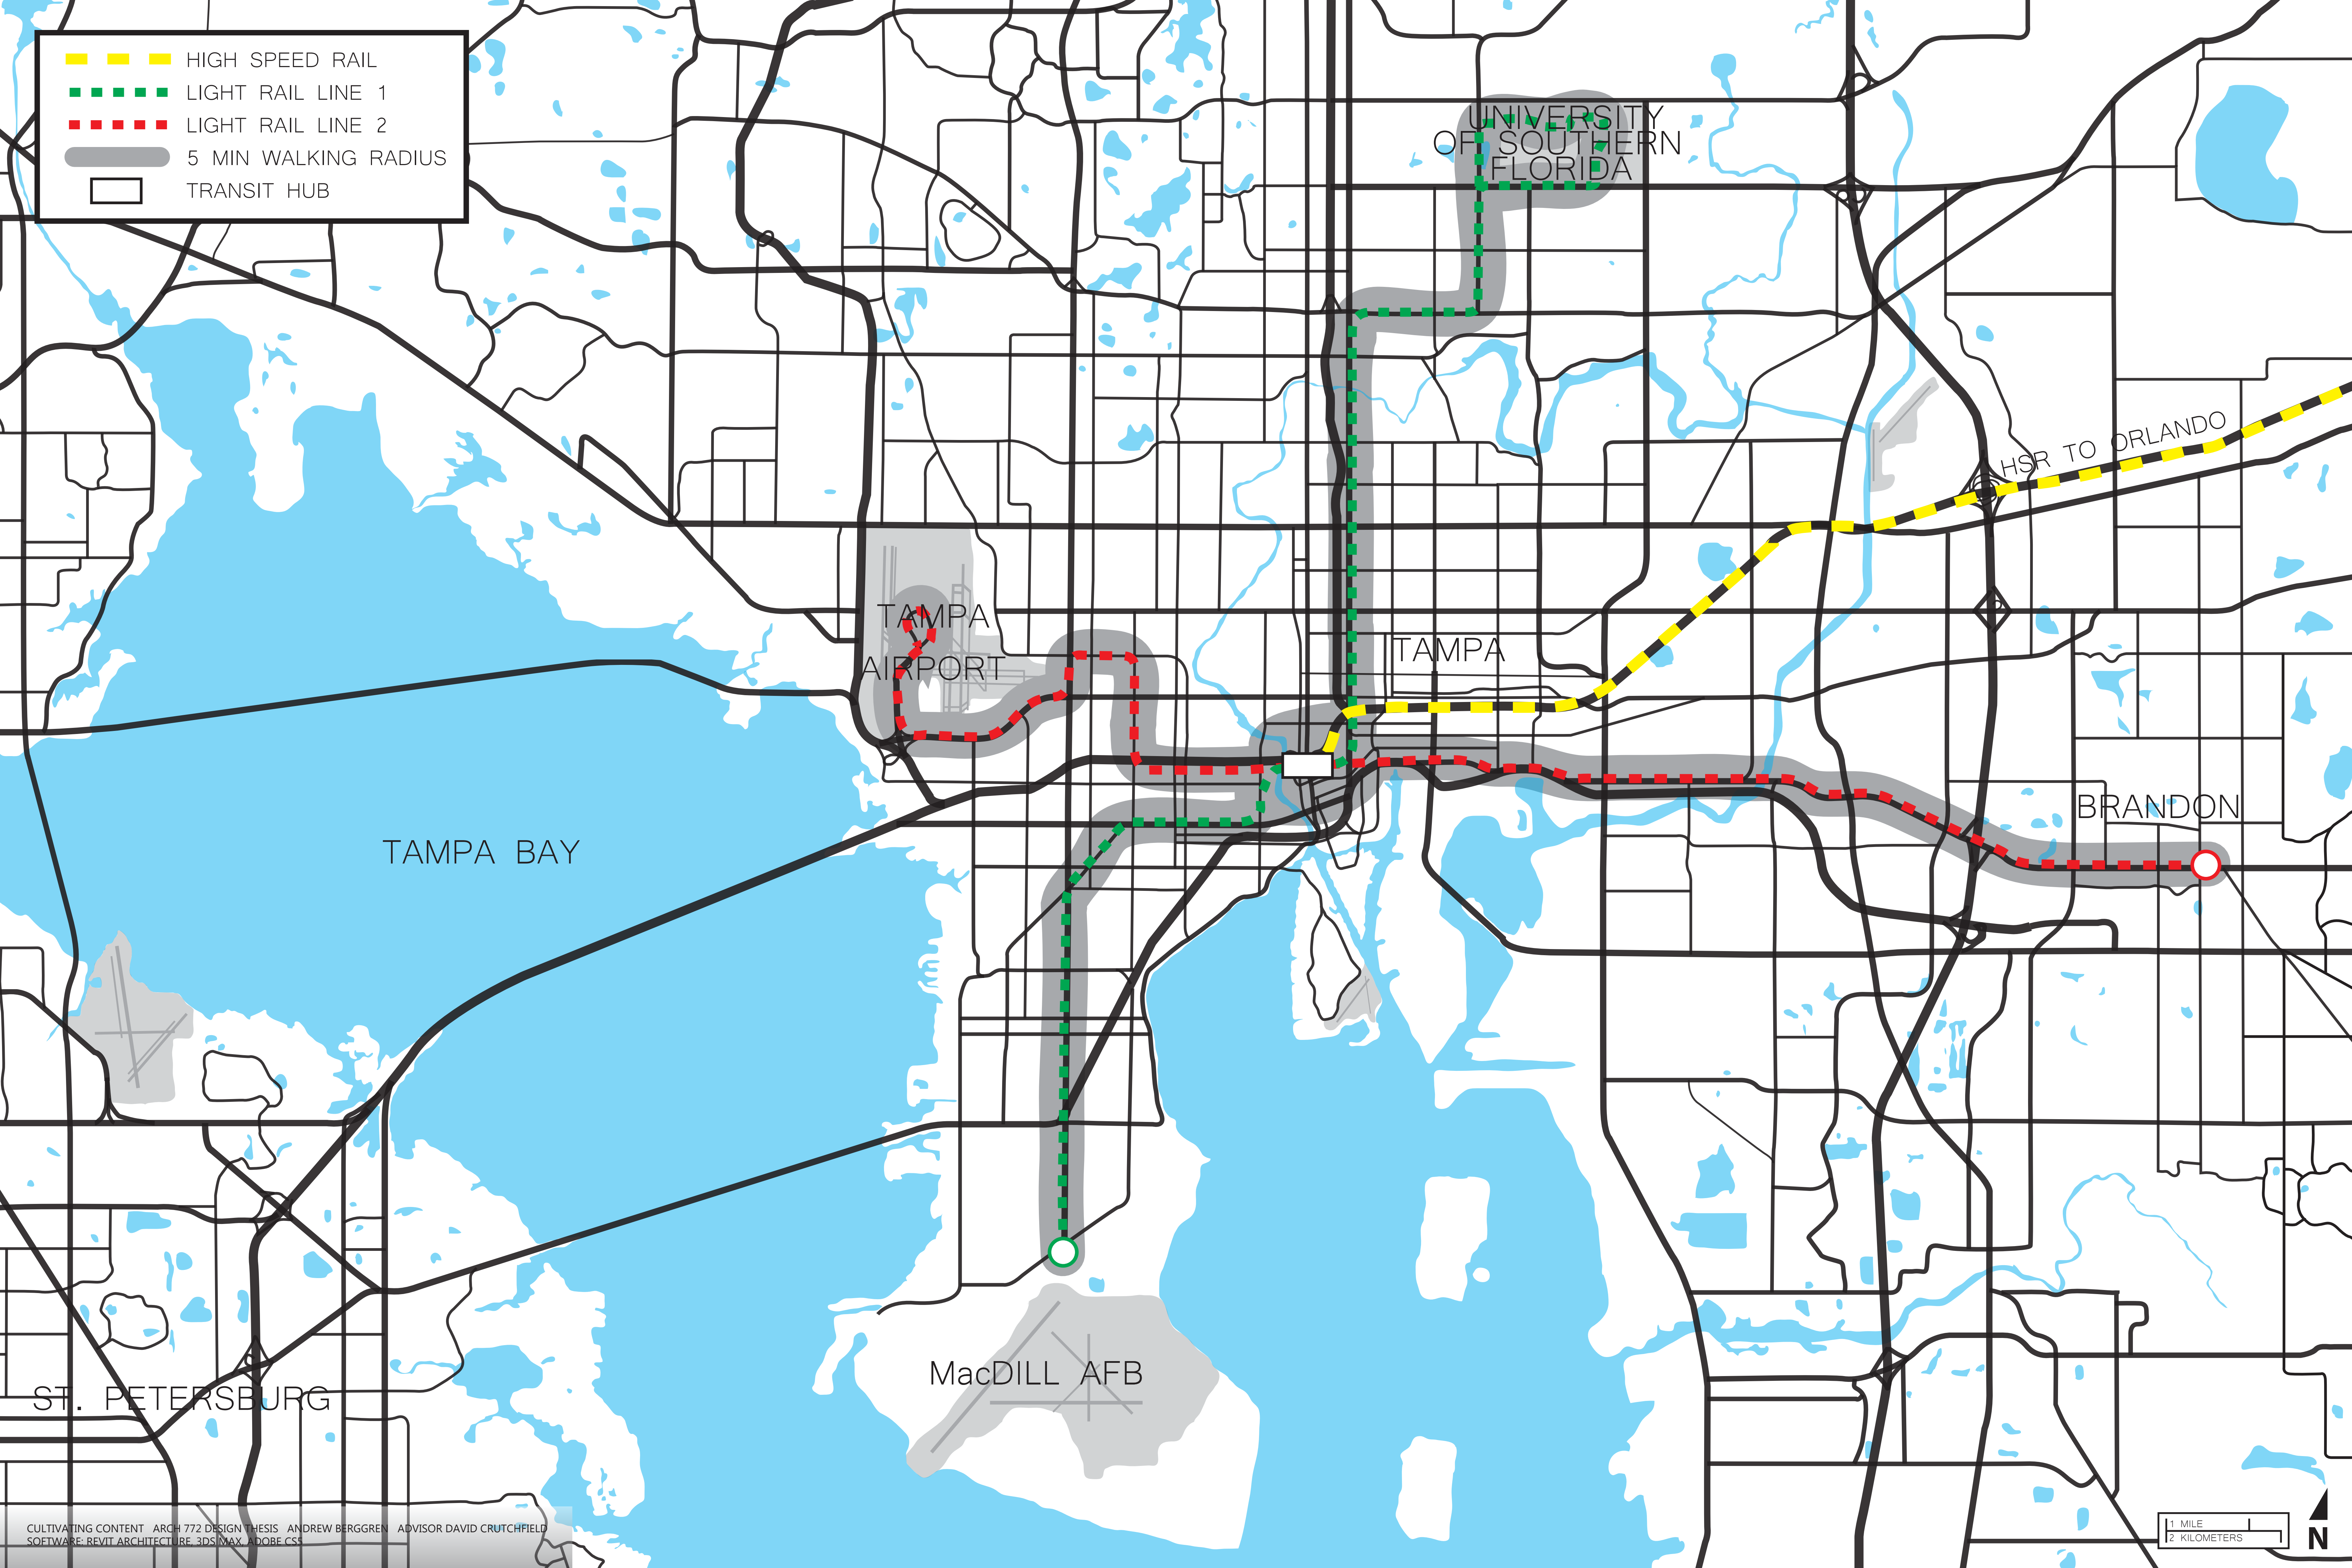 HIGH SPEED RAIL
LIGHT RAIL LINE 1
LIGHT RAIL LINE 2
5 MIN WALKING RADIUS
TRANSIT HUB
UNIVERSITY
OF SOUTHERN
FLORIDA
HSR TO ORLANDO
TAMPA
AIRPORT
TAMPA
BRANDON
TAMPA BAY
MacDILL AFB
ST. PETERSBURG
CULTIVATING CONTENT ARCH 772 DESIGN THESIS ANDREW BERGGREN ADVISOR DAVID CRUTCHFIELD
SOFTWARE: REVIT ARCHITECTURE, 3DS MAX, ADOBE CS5
1 MILE
2 KILOMETERS
N